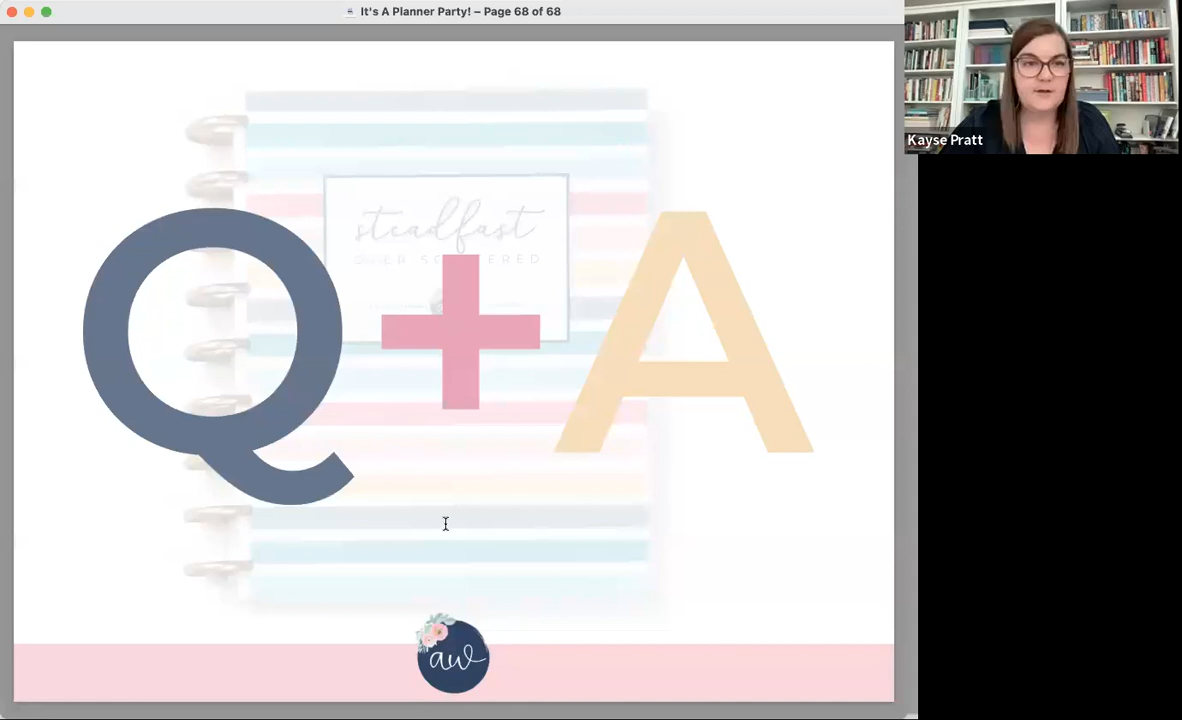 It's A Planner Party! – Page 68 of 68
Kayse Pratt
steadfast
Q + A
aw